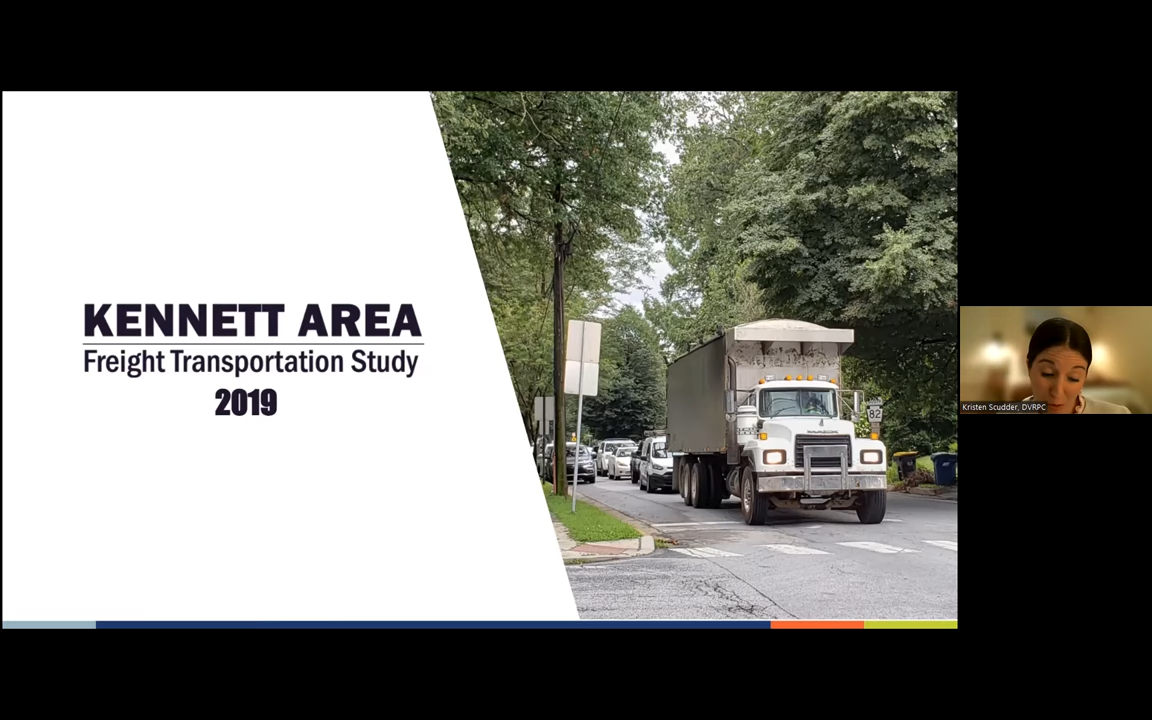 KENNETT AREA
Freight Transportation Study
2019
82
Kristen Scudder, DVRPC